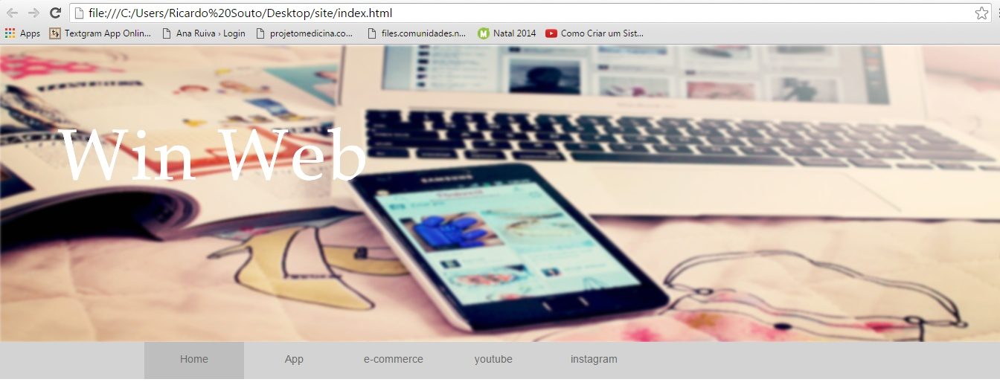 file:///C:/Users/Ricardo%20Souto/Desktop/site/index.html
Apps Textgram App Onlin... Ana Ruiva › Login projetomedicina.co... files.comunidades.n... Natal 2014 Como Criar um Sist...
Win Web
SAMSUNG
Home App e-commerce youtube instagram